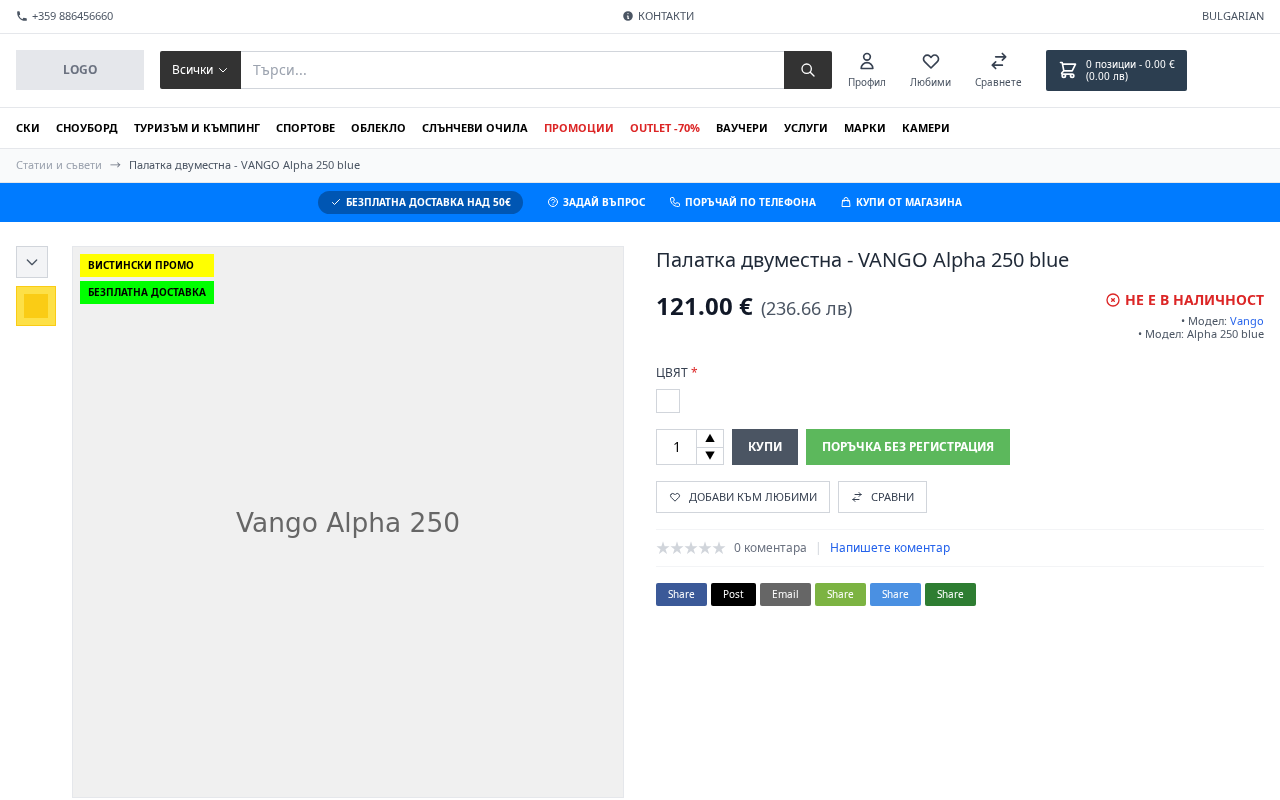 +359 886456660
КОНТАКТИ
BULGARIAN
LOGO
Всички
Търси...
Профил
Любими
Сравнете
0 позиции - 0.00 €
(0.00 лв)
СКИ СНОУБОРД ТУРИЗЪМ И КЪМПИНГ СПОРТОВЕ ОБЛЕКЛО СЛЪНЧЕВИ ОЧИЛА ПРОМОЦИИ OUTLET -70% ВАУЧЕРИ УСЛУГИ МАРКИ КАМЕРИ
Статии и съвети → Палатка двуместна - VANGO Alpha 250 blue
БЕЗПЛАТНА ДОСТАВКА НАД 50€
ЗАДАЙ ВЪПРОС
ПОРЪЧАЙ ПО ТЕЛЕФОНА
КУПИ ОТ МАГАЗИНА
ВИСТИНСКИ ПРОМО
БЕЗПЛАТНА ДОСТАВКА
Vango Alpha 250
Палатка двуместна - VANGO Alpha 250 blue
121.00 € (236.66 лв)
НЕ Е В НАЛИЧНОСТ
• Модел: Vango
• Модел: Alpha 250 blue
ЦВЯТ *
1
КУПИ
ПОРЪЧКА БЕЗ РЕГИСТРАЦИЯ
ДОБАВИ КЪМ ЛЮБИМИ
СРАВНИ
0 коментара | Напишете коментар
Share Post Email Share Share Share